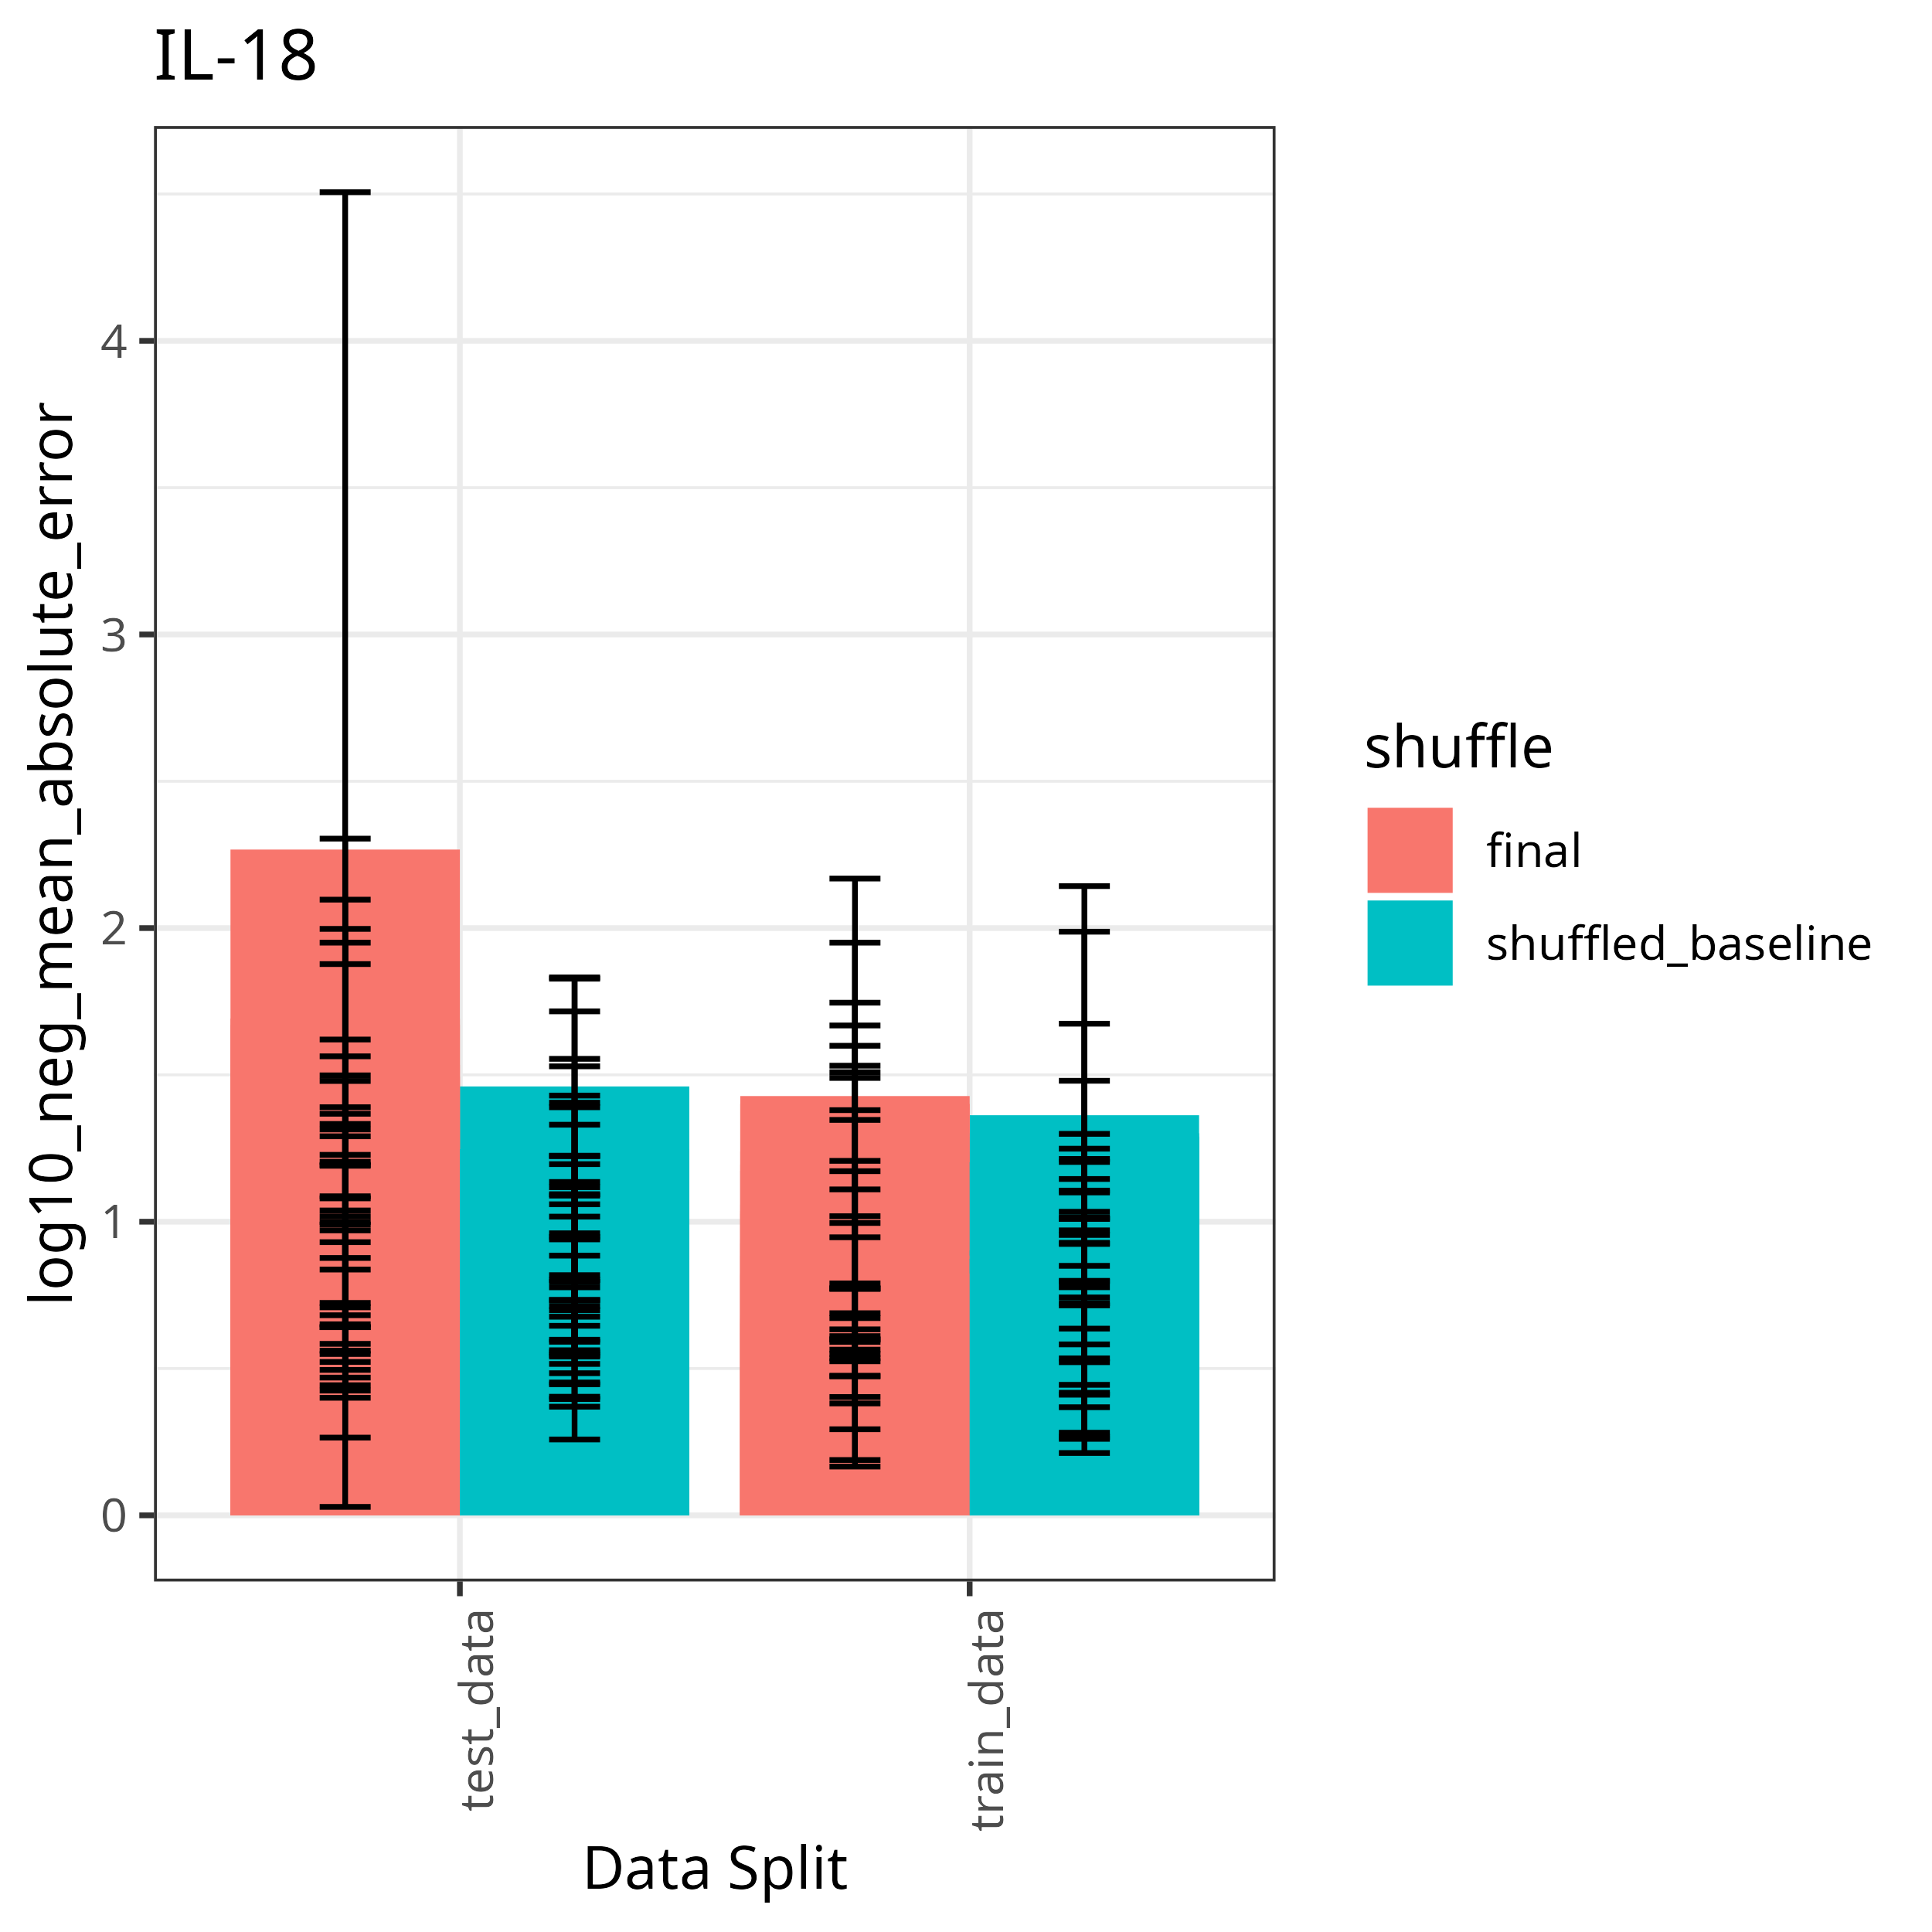 IL-18
log10_neg_mean_absolute_error
4
3
2
1
0
test_data
train_data
Data Split
shuffle
final
shuffled_baseline